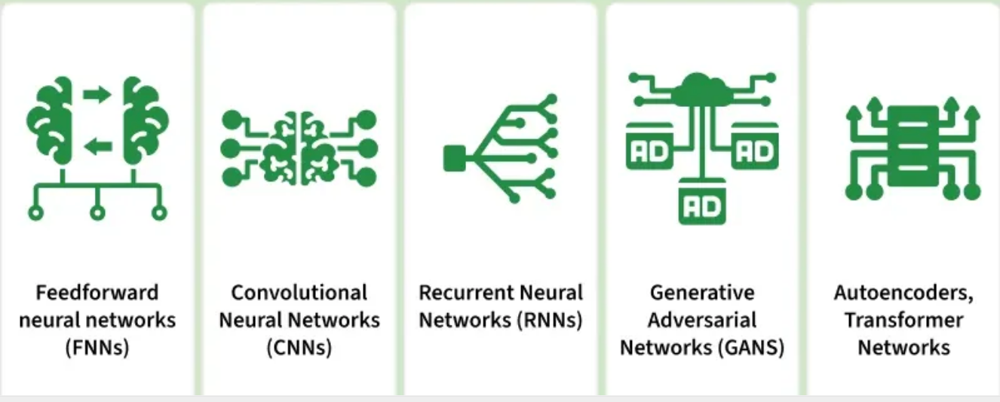 AD
AD
AD
Feedforward
neural networks
(FNNs)
Convolutional
Neural Networks
(CNNs)
Recurrent Neural
Networks (RNNs)
Generative
Adversarial
Networks (GANS)
Autoencoders,
Transformer
Networks